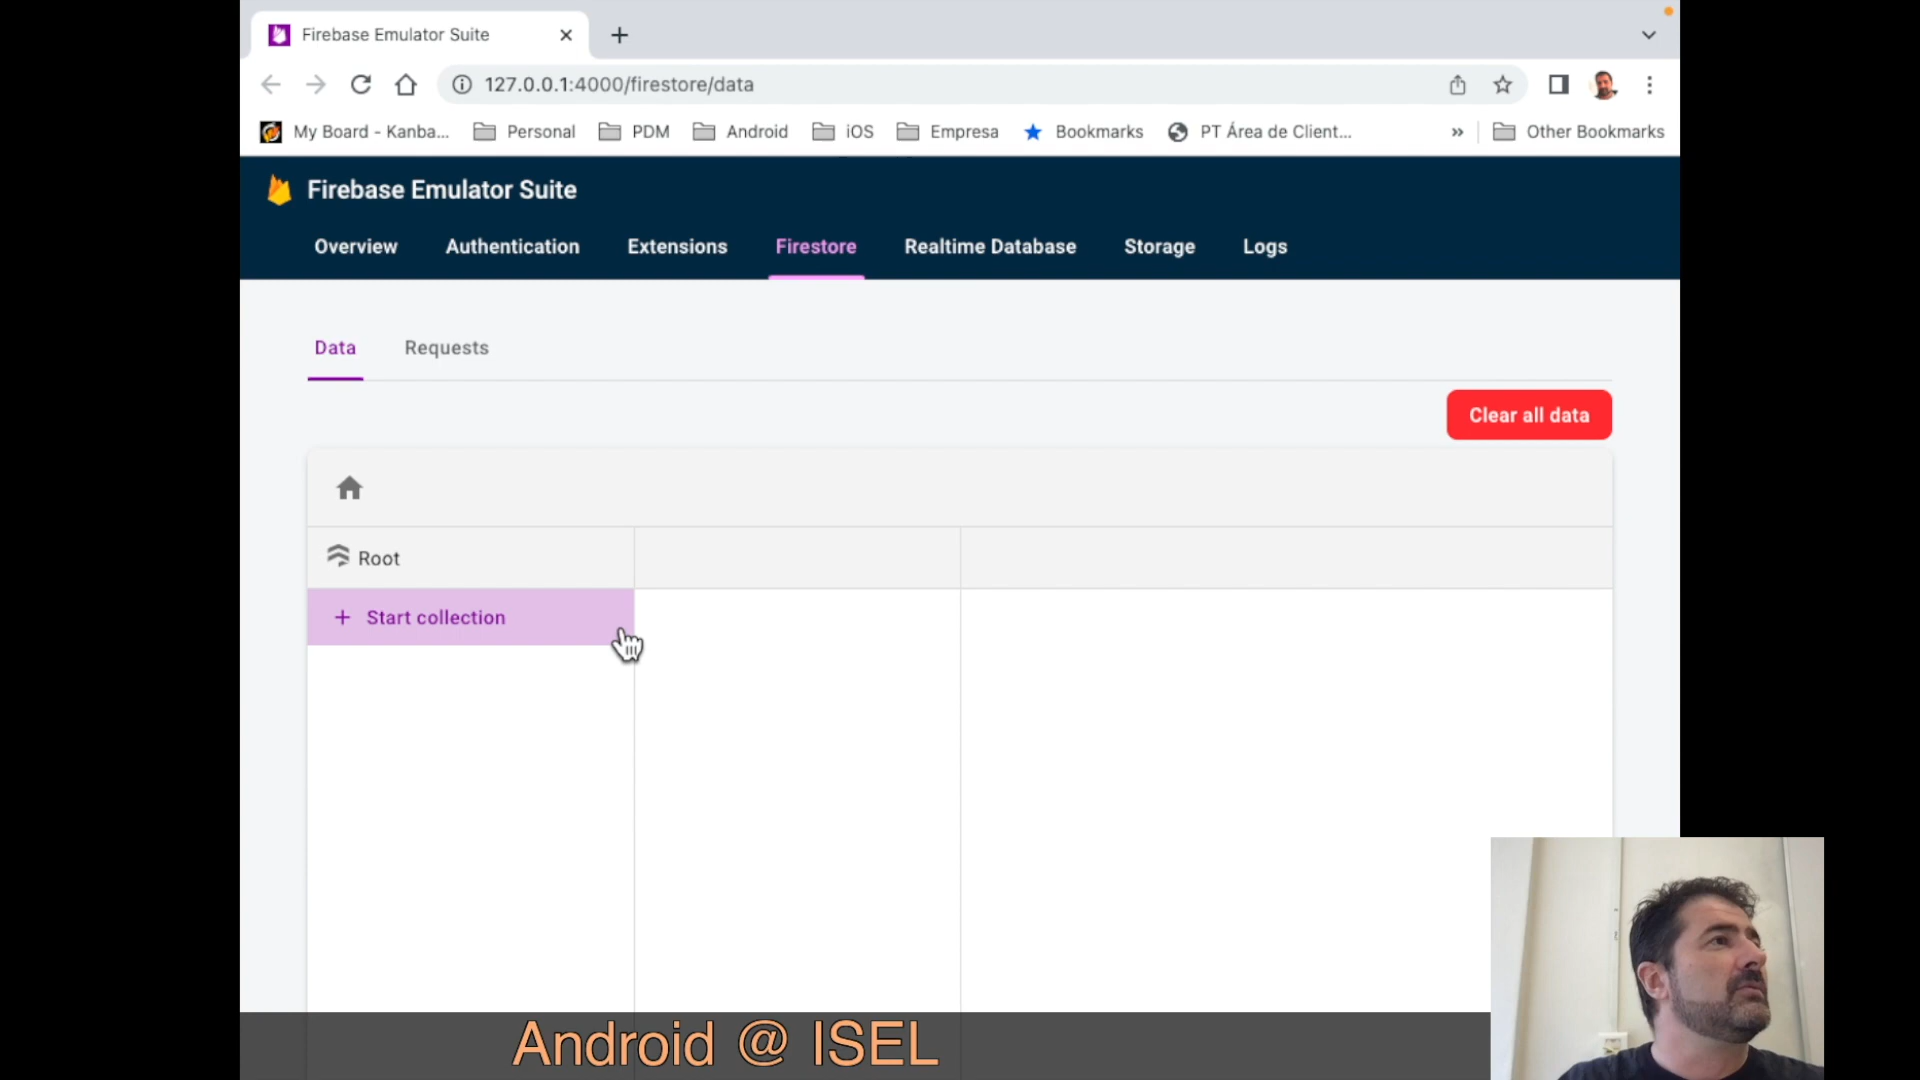 Firebase Emulator Suite
127.0.0.1:4000/firestore/data
My Board - Kanba... Personal PDM Android iOS Empresa Bookmarks PT Área de Client... » Other Bookmarks
Firebase Emulator Suite
Overview Authentication Extensions Firestore Realtime Database Storage Logs
Data Requests
Clear all data
Root
+ Start collection
Android @ ISEL